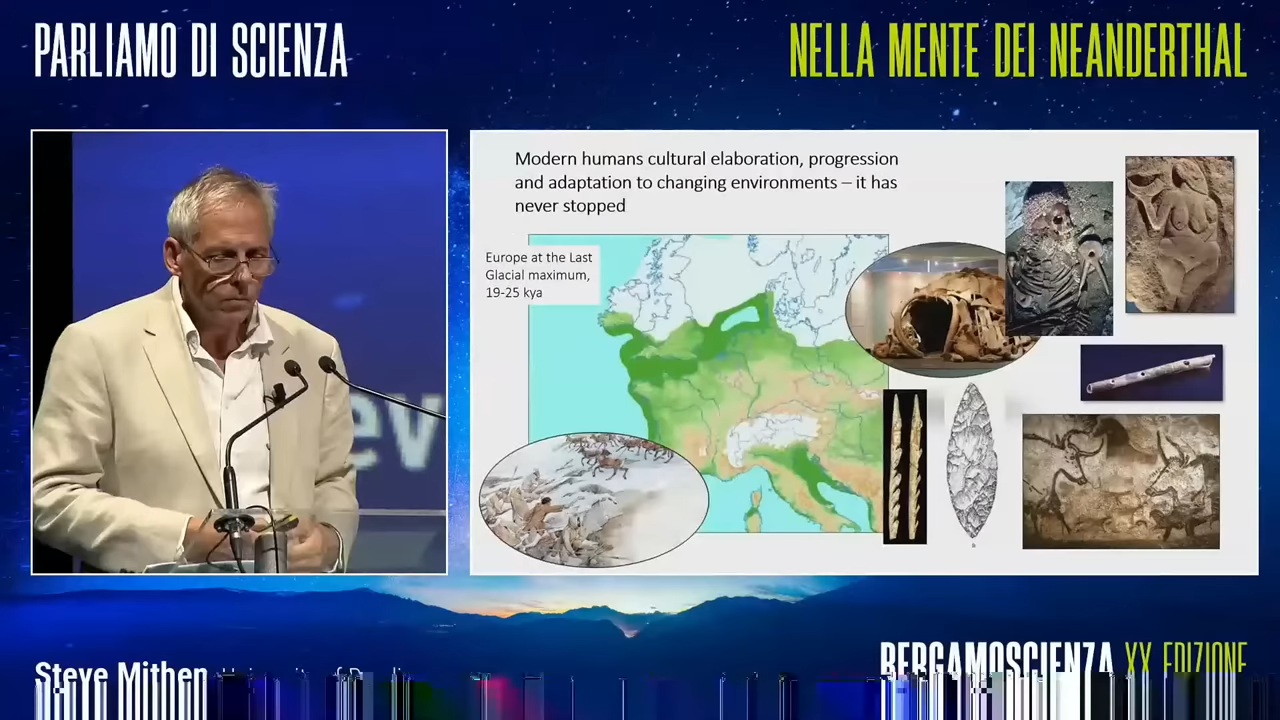 PARLIAMO DI SCIENZA
NELLA MENTE DEI NEANDERTHAL
Modern humans cultural elaboration, progression
and adaptation to changing environments – it has
never stopped
Europe at the Last
Glacial maximum,
19-25 kya
ev
Steve Mithen
BERGAMOSCIENZA XX EDIZIONE